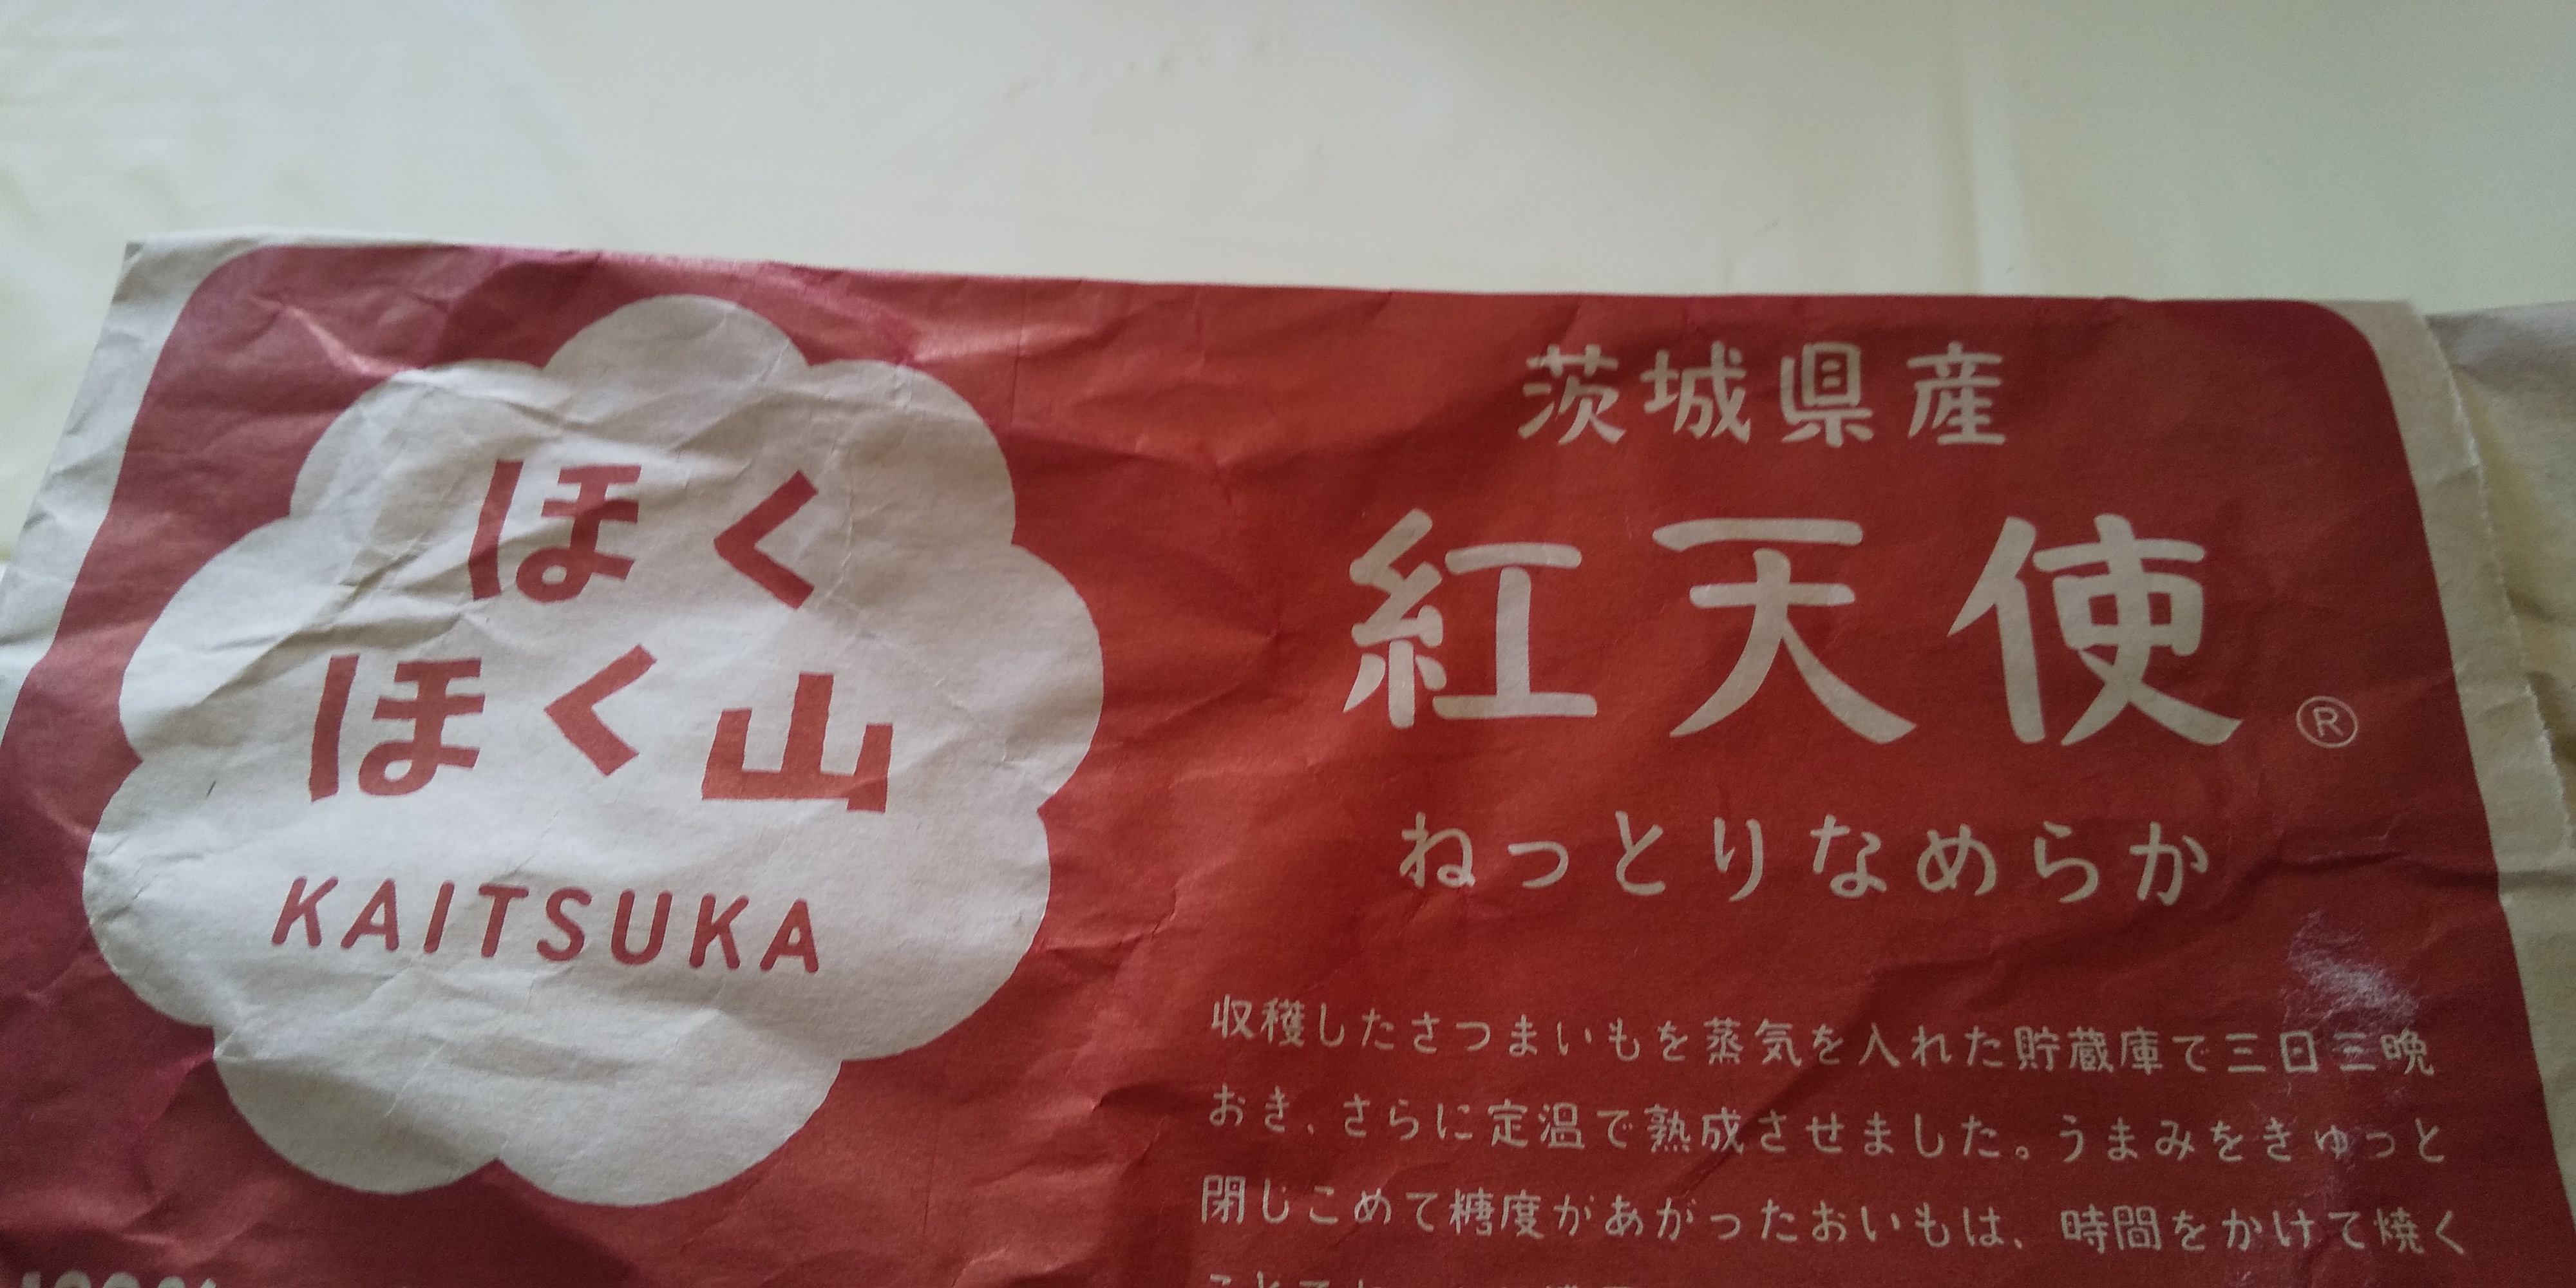 ほく
ほく山
KAITSUKA
茨城県産
紅天使®
ねっとりなめらか
収穫したさつまいもを蒸気を入れた貯蔵庫で三日三晩
おき、さらに定温で熟成させました。うまみをきゅっと
閉じこめて糖度があがったおいもは、時間をかけて焼く